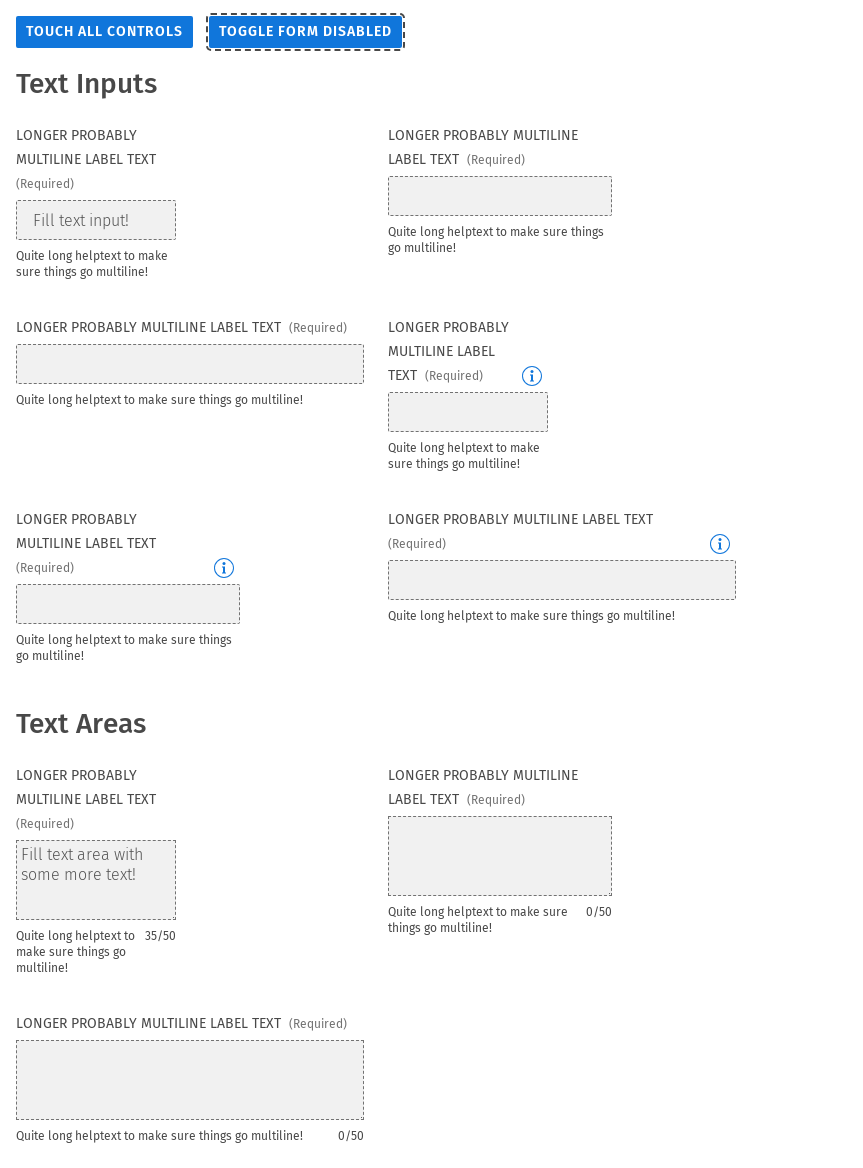 TOUCH ALL CONTROLS
TOGGLE FORM DISABLED
Text Inputs
LONGER PROBABLY
MULTILINE LABEL TEXT
(Required)
Fill text input!
Quite long helptext to make
sure things go multiline!
LONGER PROBABLY MULTILINE
LABEL TEXT (Required)
Quite long helptext to make sure things
go multiline!
LONGER PROBABLY MULTILINE LABEL TEXT (Required)
Quite long helptext to make sure things go multiline!
LONGER PROBABLY
MULTILINE LABEL
TEXT (Required)
Quite long helptext to make
sure things go multiline!
LONGER PROBABLY
MULTILINE LABEL TEXT
(Required)
Quite long helptext to make sure things
go multiline!
LONGER PROBABLY MULTILINE LABEL TEXT
(Required)
Quite long helptext to make sure things go multiline!
Text Areas
LONGER PROBABLY
MULTILINE LABEL TEXT
(Required)
Fill text area with
some more text!
Quite long helptext to 35/50
make sure things go
multiline!
LONGER PROBABLY MULTILINE
LABEL TEXT (Required)
Quite long helptext to make sure 0/50
things go multiline!
LONGER PROBABLY MULTILINE LABEL TEXT (Required)
Quite long helptext to make sure things go multiline! 0/50